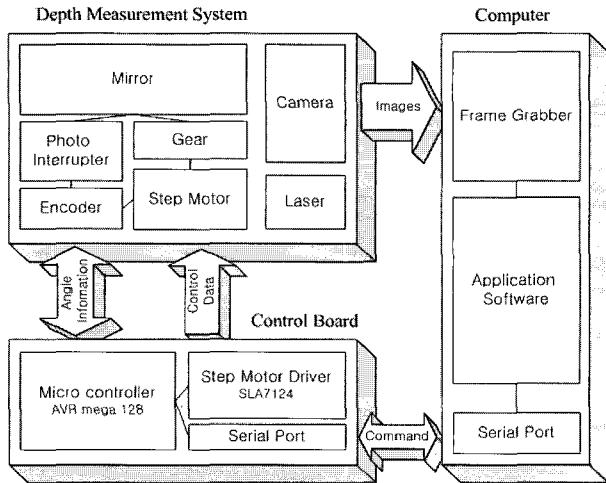 Depth Measurement System
Computer
Mirror
Camera
Images
Frame Grabber
Photo
Interrupter
Gear
Encoder
Step Motor
Laser
Angle
Infomation
Control
Data
Application
Software
Control Board
Micro controller
AVR mega 128
Step Motor Driver
SLA7124
Serial Port
Command
Serial Port